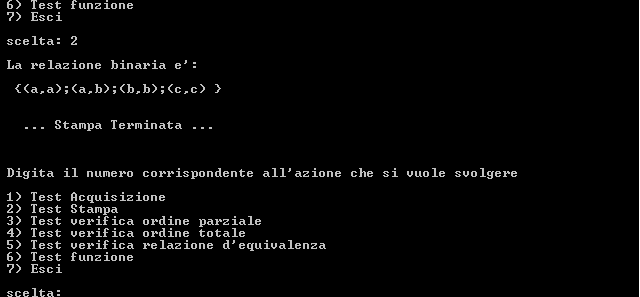 6) Test funzione
7) Esci
scelta: 2
La relazione binaria e':
{(a,a);(a,b);(b,b);(c,c) }
... Stampa Terminata ...
Digita il numero corrispondente all'azione che si vuole svolgere
1) Test Acquisizione
2) Test Stampa
3) Test verifica ordine parziale
4) Test verifica ordine totale
5) Test verifica relazione d'equivalenza
6) Test funzione
7) Esci
scelta: